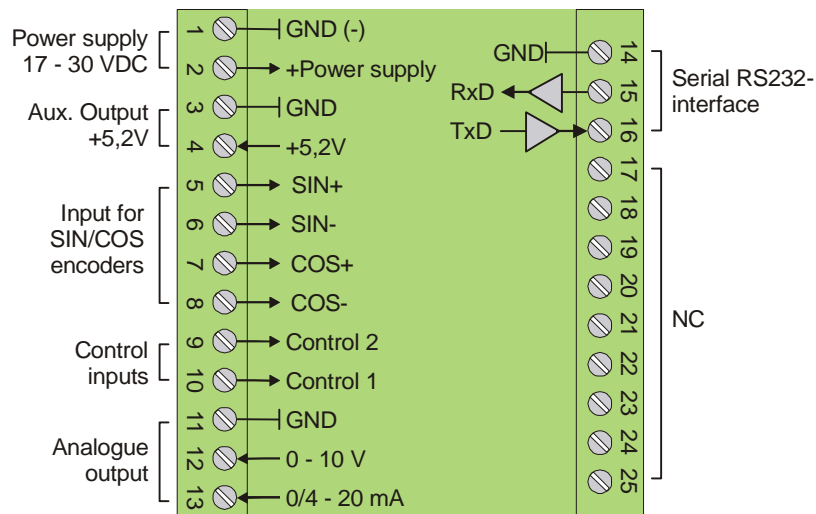 Power supply
17 - 30 VDC
Aux. Output
+5,2V
Input for
SIN/COS
encoders
Control
inputs
Analogue
output
1 GND (-)
2 +Power supply
3 GND
4 +5,2V
5 SIN+
6 SIN-
7 COS+
8 COS-
9 Control 2
10 Control 1
11 GND
12 0 - 10 V
13 0/4 - 20 mA
GND 14
RxD 15
TxD 16
17
18
19
20
21
22
23
24
25
Serial RS232-
interface
NC